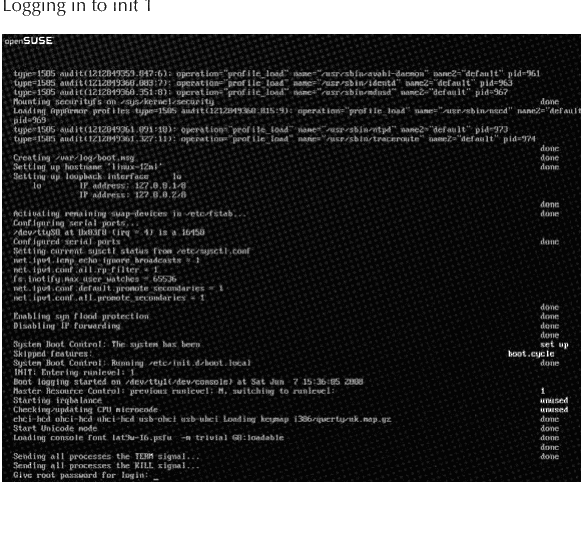 Logging in to init 1
openSUSE
type=1505 audit(1212849359.847:6): operation="profile_load" name="/usr/sbin/avahi-daemon" name2="default" pid=961
type=1505 audit(1212849360.083:7): operation="profile_load" name="/usr/sbin/identd" name2="default" pid=963
type=1505 audit(1212849360.351:8): operation="profile_load" name="/usr/sbin/mdnsd" name2="default" pid=967
Mounting securityfs on /sys/kernel/security done
Loading AppArmor profiles type=1505 audit(1212849360.815:9): operation="profile_load" name="/usr/sbin/nscd" name2="default"
pid=969
type=1505 audit(1212849361.091:10): operation="profile_load" name="/usr/sbin/ntpd" name2="default" pid=973
type=1505 audit(1212849361.327:11): operation="profile_load" name="/usr/sbin/traceroute" name2="default" pid=974
done
Creating /var/log/boot.msg done
Setting up hostname 'linux-12mi' done
Setting up loopback interface lo
lo IP address: 127.0.0.1/8
IP address: 127.0.0.2/8
done
Activating remaining swap-devices in /etc/fstab... done
Configuring serial ports...
/dev/ttyS0 at 0x03f8 (irq = 4) is a 16450
Configured serial ports done
Setting current sysctl status from /etc/sysctl.conf
net.ipv4.icmp_echo_ignore_broadcasts = 1
net.ipv4.conf.all.rp_filter = 1
fs.inotify.max_user_watches = 65536
net.ipv4.conf.default.promote_secondaries = 1
net.ipv4.conf.all.promote_secondaries = 1
done
Enabling syn flood protection done
Disabling IP forwarding done
done
System Boot Control: The system has been set up
Skipped features: boot.cycle
System Boot Control: Running /etc/init.d/boot.local done
INIT: Entering runlevel: 1
Boot logging started on /dev/tty1(/dev/console) at Sat Jun 7 15:36:05 2008
Master Resource Control: previous runlevel: N, switching to runlevel: 1
Starting irqbalance unused
Checking/updating CPU microcode unused
ehci-hcd ohci-hcd uhci-hcd usb-ohci usb-uhci Loading keymap i386/qwerty/uk.map.gz done
Start Unicode mode done
Loading console font lat9w-16.psfu -m trivial G0:loadable done
done
Sending all processes the TERM signal... done
Sending all processes the KILL signal...
Give root password for login: _